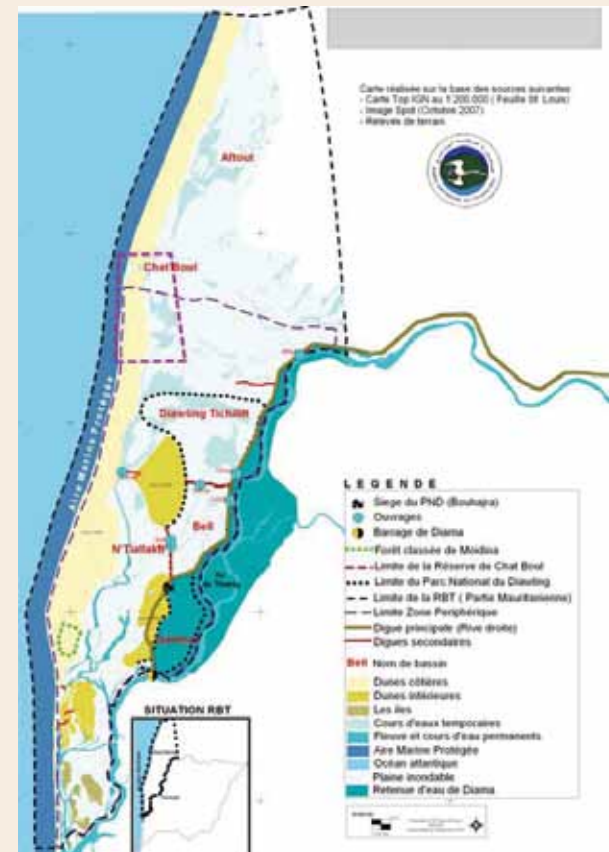 Carte réalisée sur la base des sources suivantes
- Carte Top IGN au 1:200.000 ( Feuille St Louis)
- Image Spot (Octobre 2007)
- Relevés de terrain
Aftout
Chat Boul
Aire Marine Protégée
Diawling Tichilitt
Bell
N'Tiallakh
LEGENDE
Siege du PND (Bouhajra)
Ouvrages
Barrage de Diama
Forêt classée de Moidina
Limite de la Réserve de Chat Boul
Limite du Parc National du Diawling
Limite de la RBT ( Partie Mauritanienne)
Limite Zone Peripherique
Digue principale (Rive droite)
Digues secondaires
Bell Nom de bassin
Dunes côtières
Dunes intérieures
Les iles
Cours d'eaux temporaires
Fleuve et cours d'eau permanents
Aire Marine Protégée
Océan atlantique
Plaine inondable
Retenue d'eau de Diama
SITUATION RBT